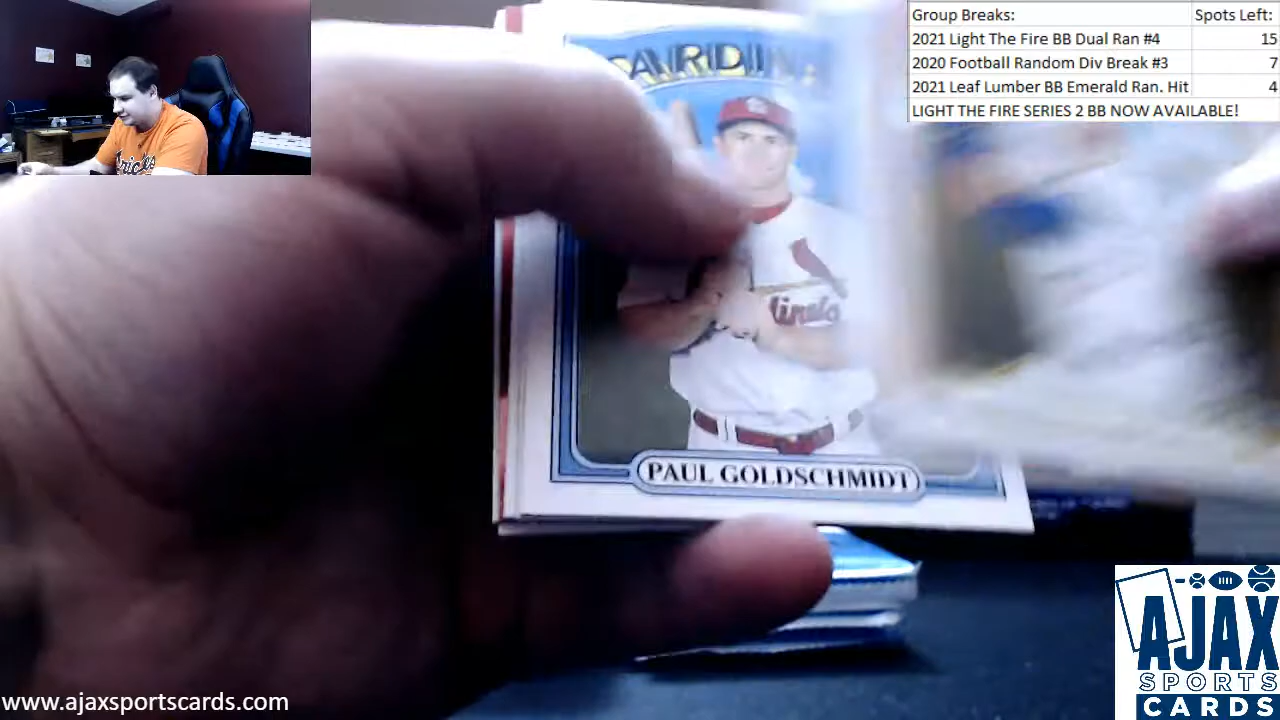 Group Breaks: Spots Left:
2021 Light The Fire BB Dual Ran #4 15
2020 Football Random Div Break #3 7
2021 Leaf Lumber BB Emerald Ran. Hit 4
LIGHT THE FIRE SERIES 2 BB NOW AVAILABLE!
PAUL GOLDSCHMIDT
AJAX
SPORTS
CARDS
www.ajaxsportscards.com